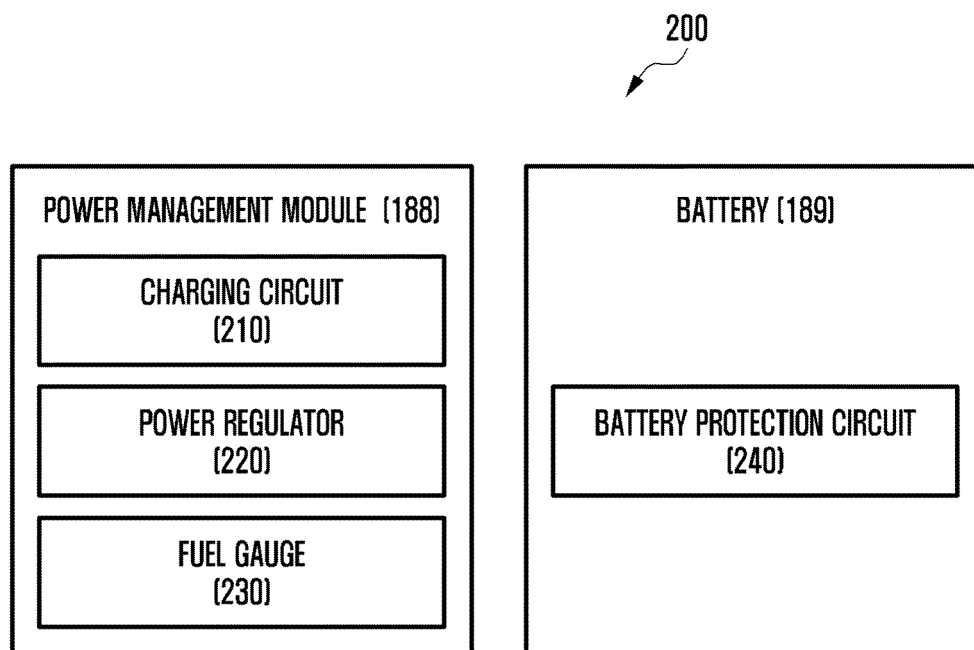 200
POWER MANAGEMENT MODULE (188)
CHARGING CIRCUIT
(210)
POWER REGULATOR
(220)
FUEL GAUGE
(230)
BATTERY (189)
BATTERY PROTECTION CIRCUIT
(240)